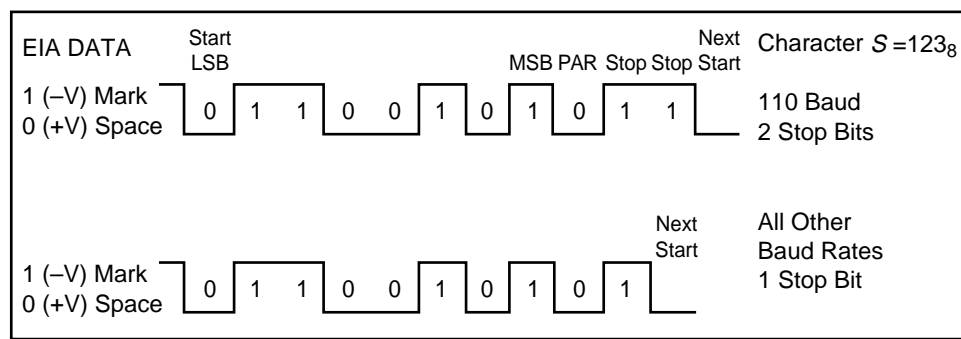 EIA DATA
Start
LSB
MSB PAR Stop Stop
Next
Start
Character S =123₈
1 (–V) Mark
0 (+V) Space
0 1 1 0 0 1 0 1 0 1 1
110 Baud
2 Stop Bits
Next
Start
All Other
Baud Rates
1 Stop Bit
1 (–V) Mark
0 (+V) Space
0 1 1 0 0 1 0 1 0 1